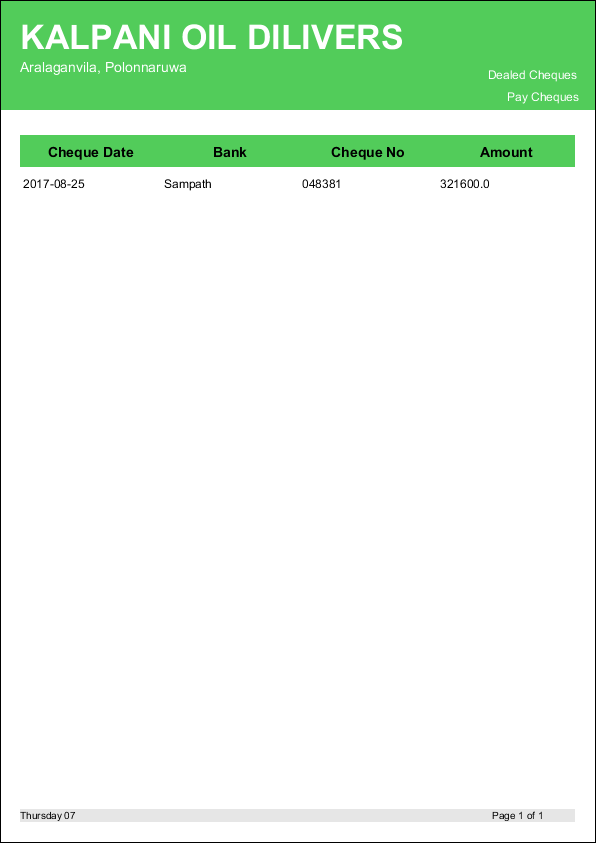 KALPANI OIL DILIVERS
Aralaganvila, Polonnaruwa
Dealed Cheques
Pay Cheques
Cheque Date Bank Cheque No Amount
2017-08-25 Sampath 048381 321600.0
Thursday 07 Page 1 of 1